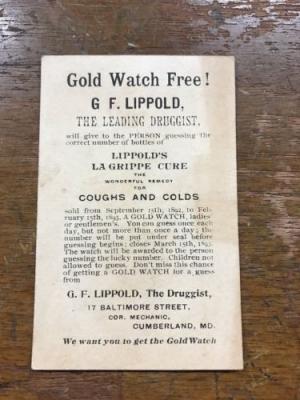 Gold Watch Free!
G F. LIPPOLD,
THE LEADING DRUGGIST,
will give to the PERSON guessing the
correct number of bottles of
LIPPOLD'S
LA GRIPPE CURE
THE
WONDERFUL REMEDY
FOR
COUGHS AND COLDS
sold from September 15th, 1892, to Feb-
ruary 15th, 1893, A GOLD WATCH, ladies'
or gentlemen's. You can guess once each
day, but not more than once a day; the
number will be put under seal before
guessing begins; closes March 15th, 1893.
The watch will be awarded to the person
guessing the lucky number. Children not
allowed to guess. Don't miss this chance
of getting a GOLD WATCH for a guess
from
G. F. LIPPOLD, The Druggist,
17 BALTIMORE STREET,
COR. MECHANIC,
CUMBERLAND, MD.
We want you to get the Gold Watch